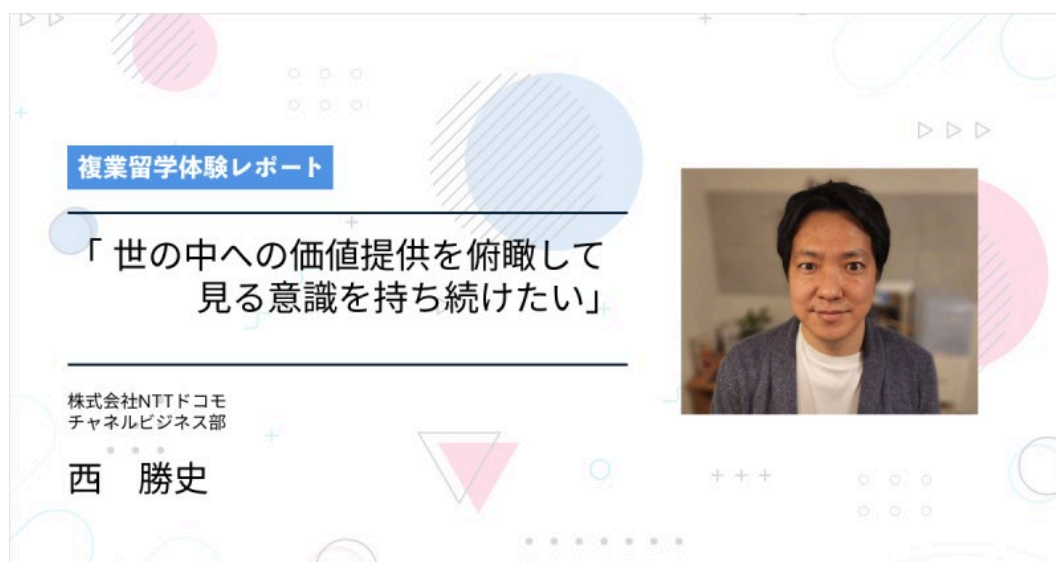 複業留学体験レポート
「 世の中への価値提供を俯瞰して
見る意識を持ち続けたい」
株式会社NTTドコモ
チャネルビジネス部
西　勝史